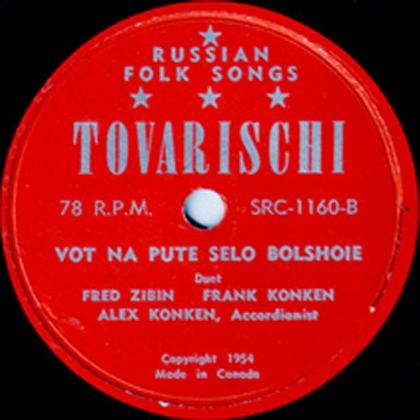 RUSSIAN
FOLK SONGS
TOVARISCHI
78 R.P.M. SRC-1160-B
VOT NA PUTE SELO BOLSHOIE
Duet
FRED ZIBIN FRANK KONKEN
ALEX KONKEN, Accordianist
Copyright 1954
Made in Canada